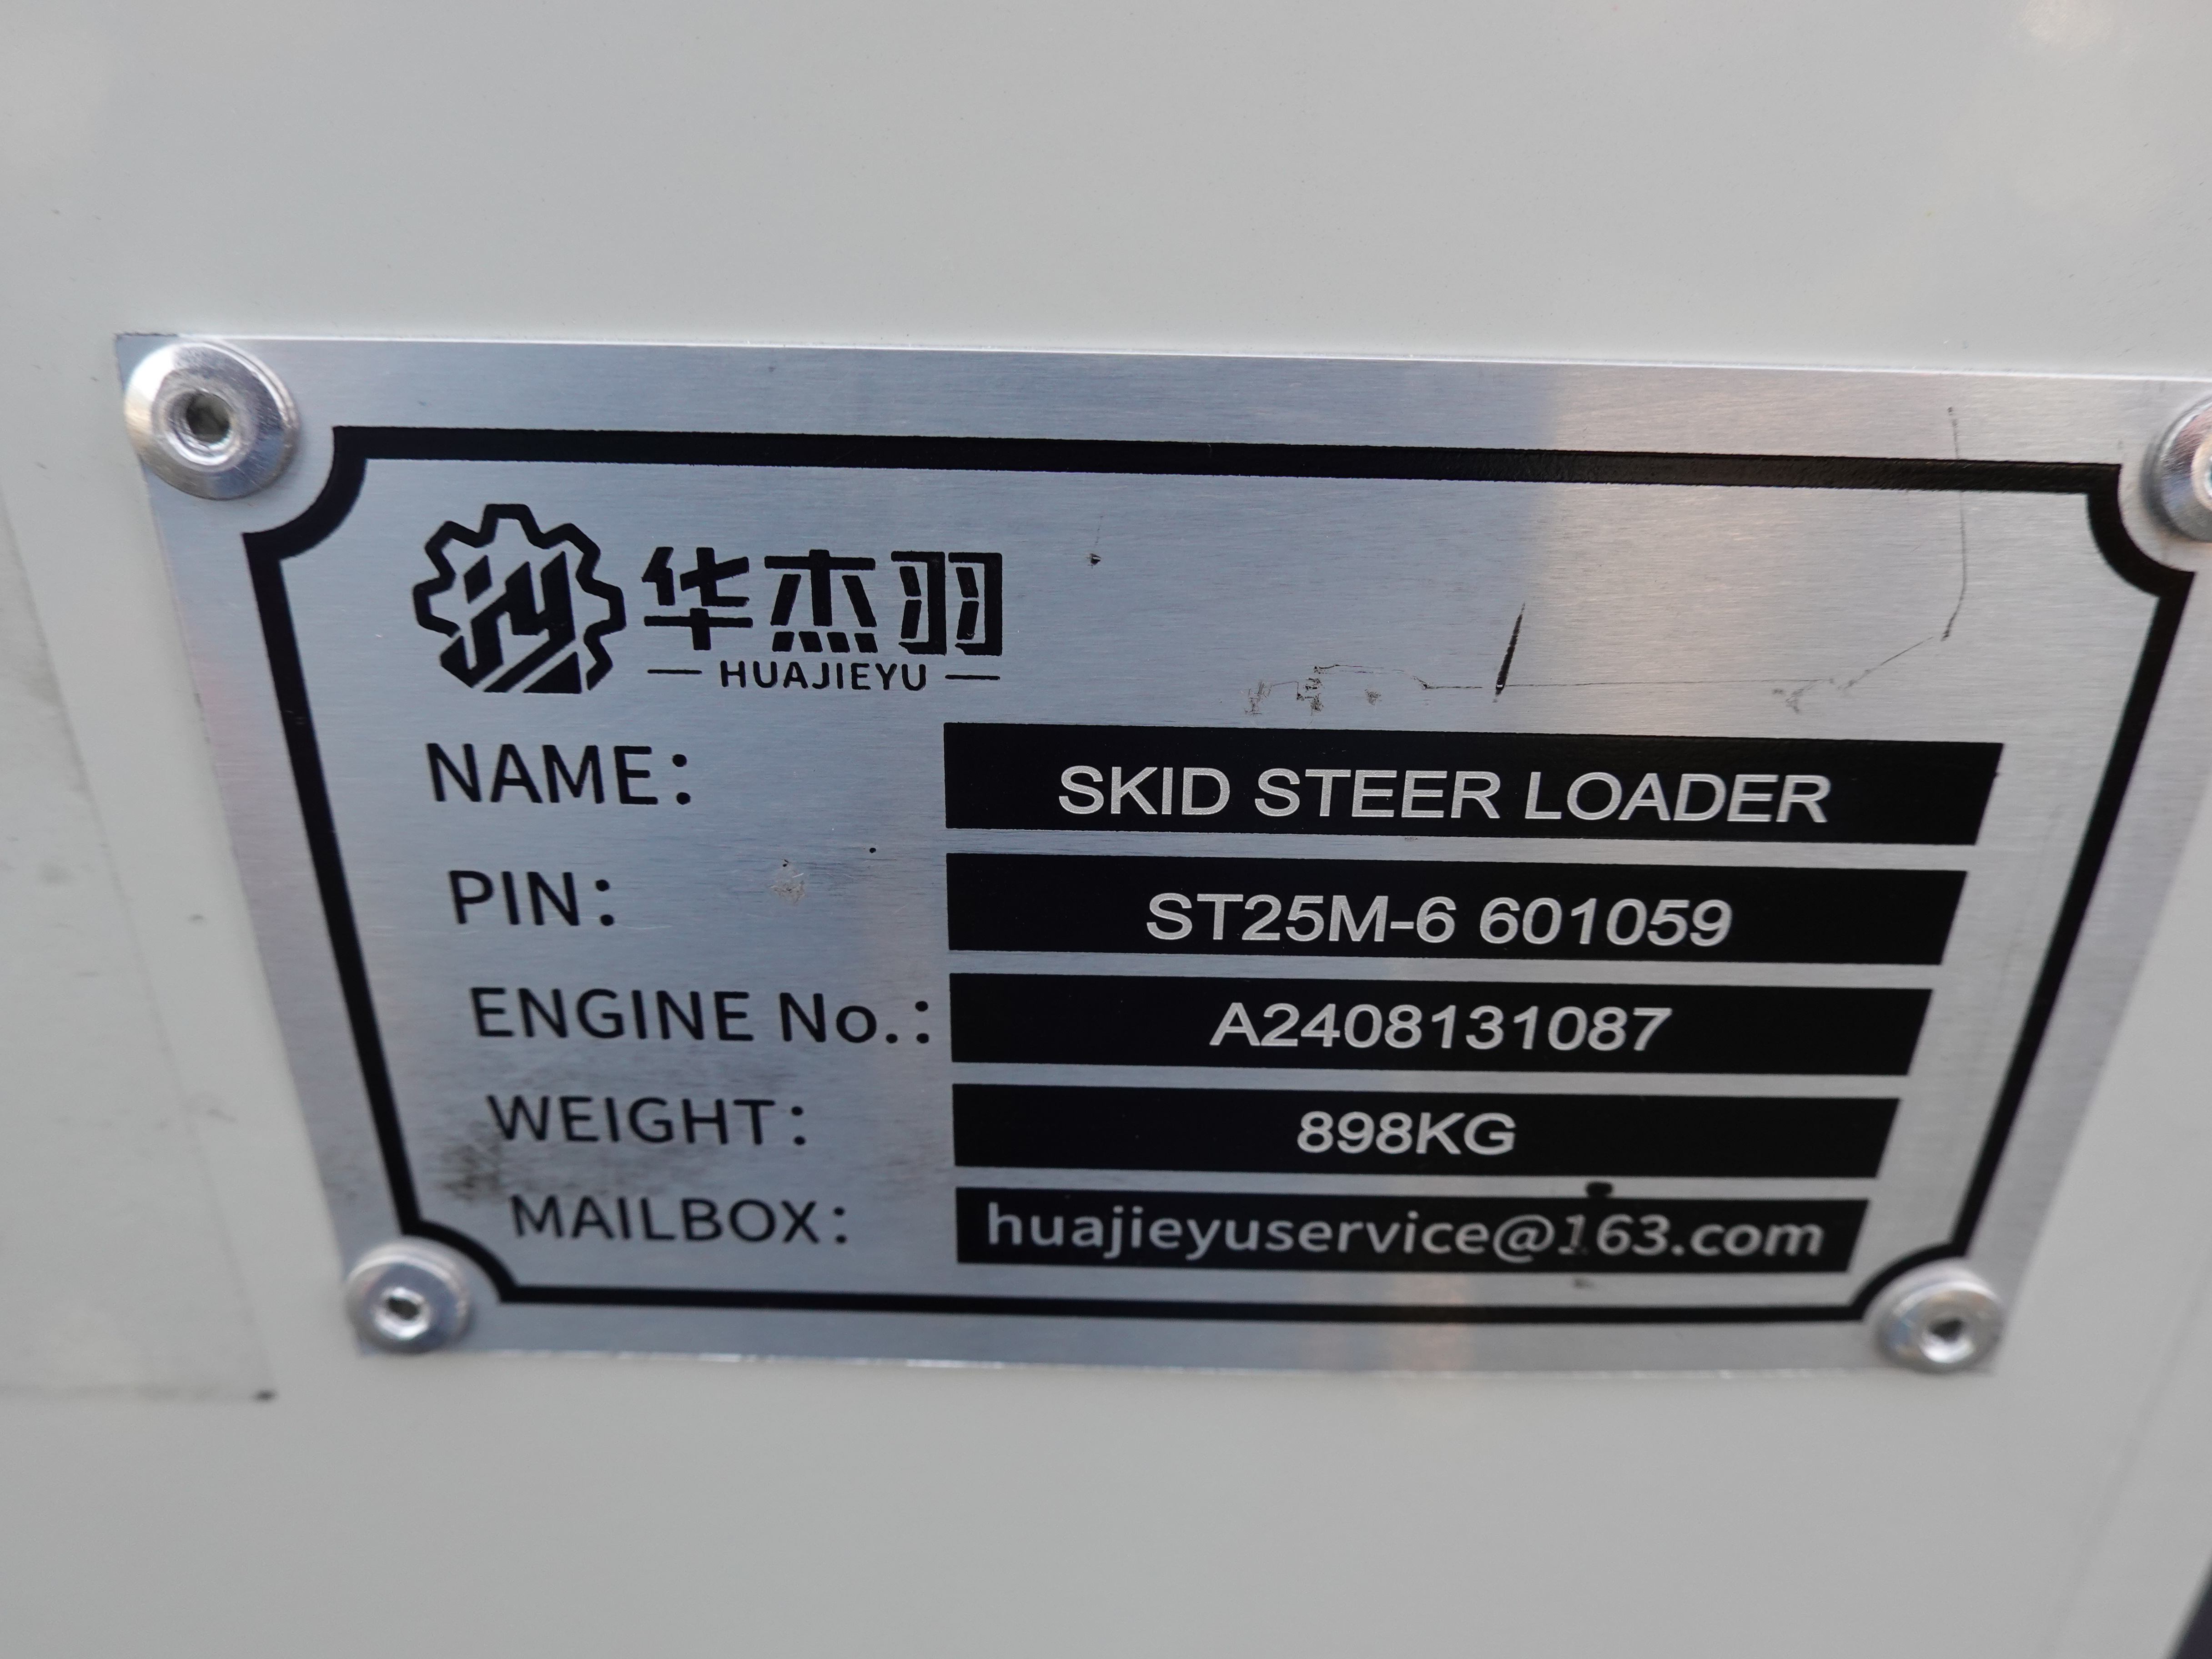 华杰羽
HUAJIEYU
NAME: SKID STEER LOADER
PIN: ST25M-6 601059
ENGINE No.: A2408131087
WEIGHT: 898KG
MAILBOX: huajieyuservice@163.com